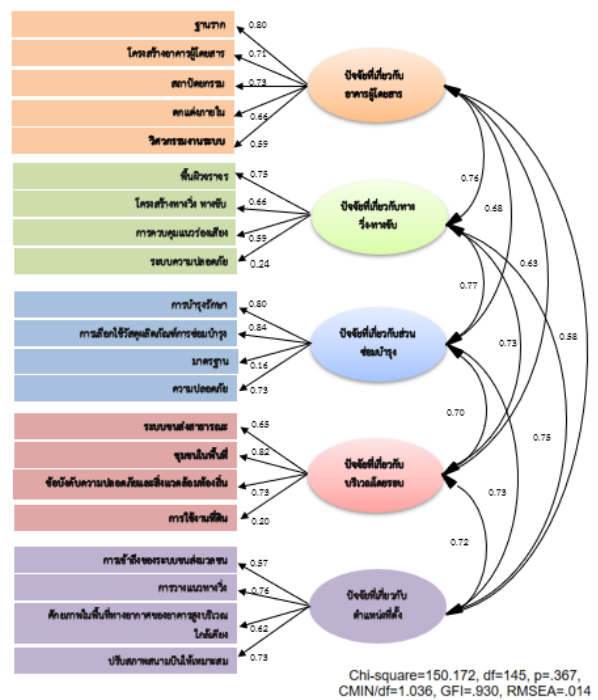 ฐานราก
0.80
โครงสร้างอาคารผู้โดยสาร
0.71
สถาปัตยกรรม
0.73
ตกแต่งภายใน
0.66
วิศวกรรมงานระบบ
0.59
ปัจจัยที่เกี่ยวกับ
อาคารผู้โดยสาร
พื้นผิวจราจร
0.75
โครงสร้างทางวิ่ง ทางขับ
0.66
การควบคุมแนวร่องเสียง
0.59
ระบบความปลอดภัย
0.24
ปัจจัยที่เกี่ยวกับทาง
วิ่ง-ทางขับ
การบำรุงรักษา
0.80
การเลือกใช้วัสดุผลิตภัณฑ์การซ่อมบำรุง
0.84
มาตรฐาน
0.16
ความปลอดภัย
0.73
ปัจจัยที่เกี่ยวกับส่วน
ซ่อมบำรุง
ระบบขนส่งสาธารณะ
0.65
ชุมชนในพื้นที่
0.82
ข้อบังคับความปลอดภัยและสิ่งแวดล้อมท้องถิ่น
0.73
การใช้งานที่ดิน
0.20
ปัจจัยที่เกี่ยวกับ
บริเวณโดยรอบ
การเข้าถึงของระบบขนส่งมวลชน
0.57
การวางแนวทางวิ่ง
0.76
ศักยภาพในพื้นที่ทางอากาศของอาคารสูงบริเวณ
ใกล้เคียง
0.62
ปรับสภาพสนามบินให้เหมาะสม
0.73
ปัจจัยที่เกี่ยวกับ
ตำแหน่งที่ตั้ง
0.76
0.68
0.63
0.58
0.77
0.73
0.75
0.70
0.73
0.72
Chi-square=150.172, df=145, p=.367,
CMIN/df=1.036, GFI=.930, RMSEA=.014